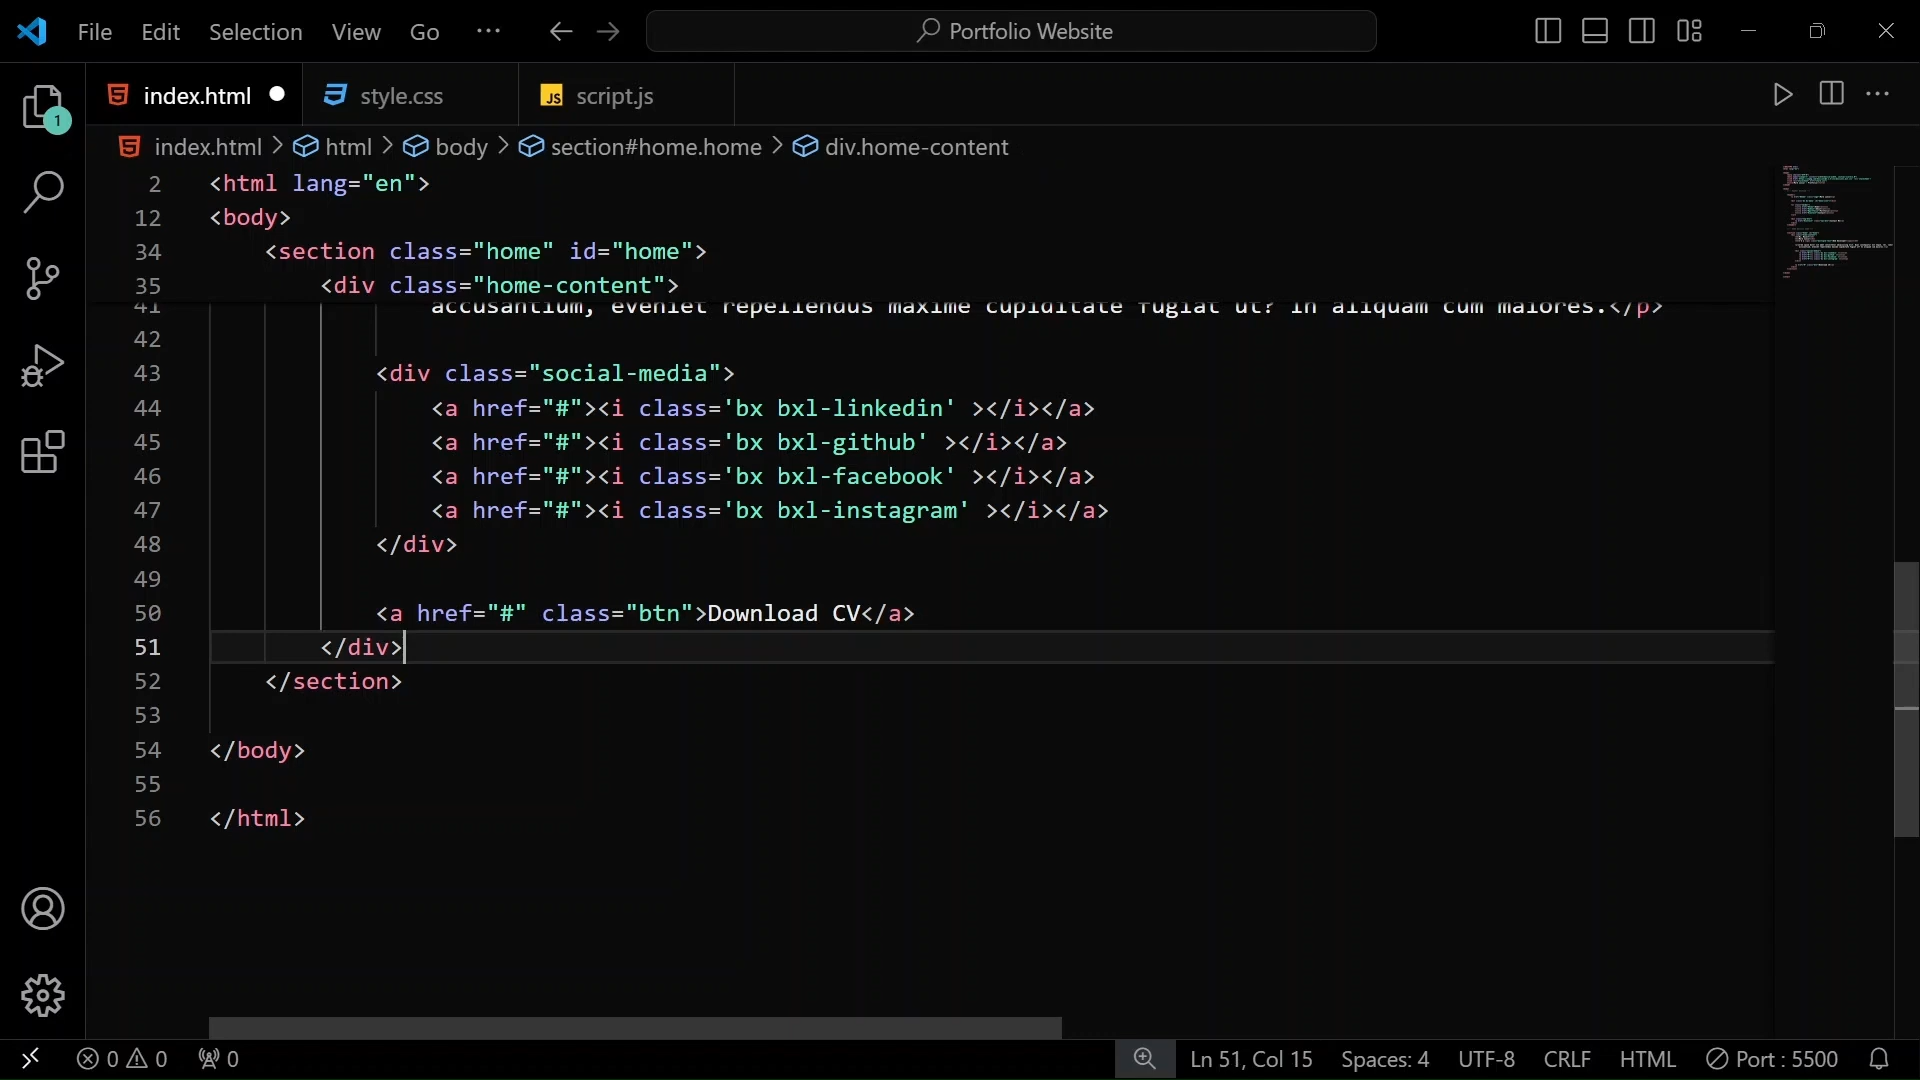 File Edit Selection View Go ··· Portfolio Website
index.html style.css JS script.js
1
index.html > html > body > section#home.home > div.home-content
2 <html lang="en">
12 <body>
34 <section class="home" id="home">
35 <div class="home-content">
41 accusantium, eveniet repellendus maxime cupiditate fugiat ut? In aliquam cum maiores.</p>
42
43 <div class="social-media">
44 <a href="#"><i class='bx bxl-linkedin' ></i></a>
45 <a href="#"><i class='bx bxl-github' ></i></a>
46 <a href="#"><i class='bx bxl-facebook' ></i></a>
47 <a href="#"><i class='bx bxl-instagram' ></i></a>
48 </div>
49
50 <a href="#" class="btn">Download CV</a>
51 </div>
52 </section>
53
54 </body>
55
56 </html>
0 0 0 Ln 51, Col 15 Spaces: 4 UTF-8 CRLF HTML Port : 5500